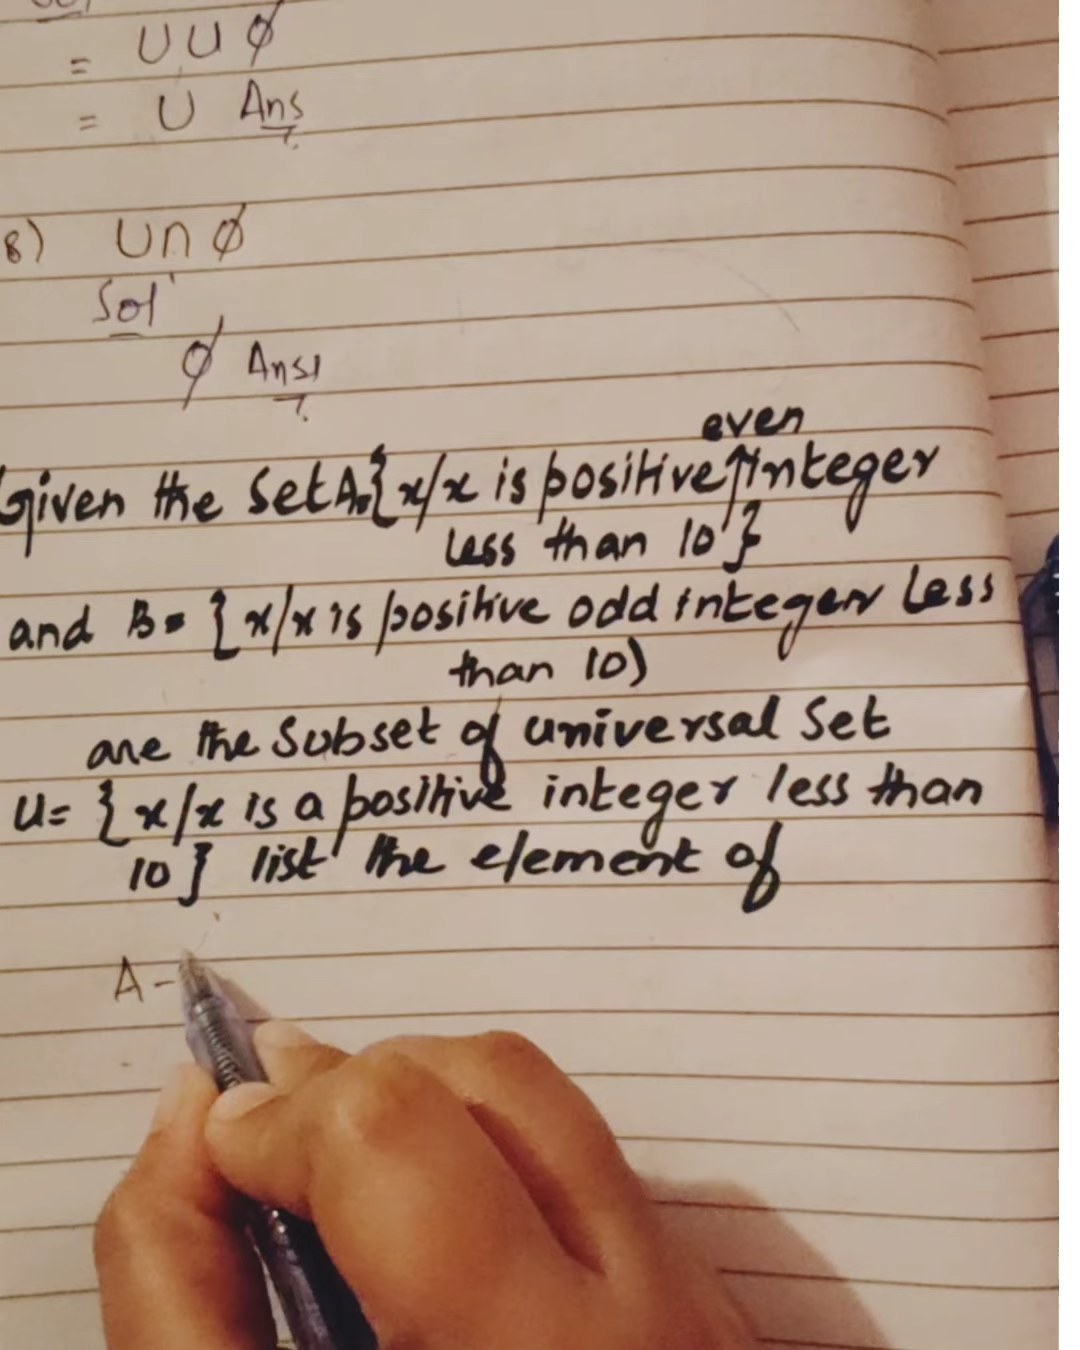 = U ∪ ∅
= U Ans
8) U ∩ ∅
Sol
∅ Ans
even
Given the Set A={x/x is positive↑integer
less than 10}
and B= {x/x is positive odd integer Less
than 10)
are the Subset of universal Set
U= {x/x is a positive integer less than
10} list the element of
A-